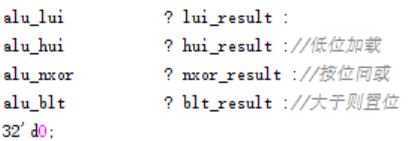 alu_lui ? lui_result :
alu_hui ? hui_result ://低位加载
alu_nxor ? nxor_result ://按位同或
alu_blt ? blt_result ://大于则置位
32'd0;